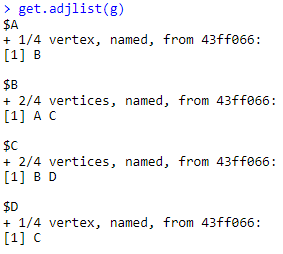 > get.adjlist(g)
$A
+ 1/4 vertex, named, from 43ff066:
[1] B
$B
+ 2/4 vertices, named, from 43ff066:
[1] A C
$C
+ 2/4 vertices, named, from 43ff066:
[1] B D
$D
+ 1/4 vertex, named, from 43ff066:
[1] C